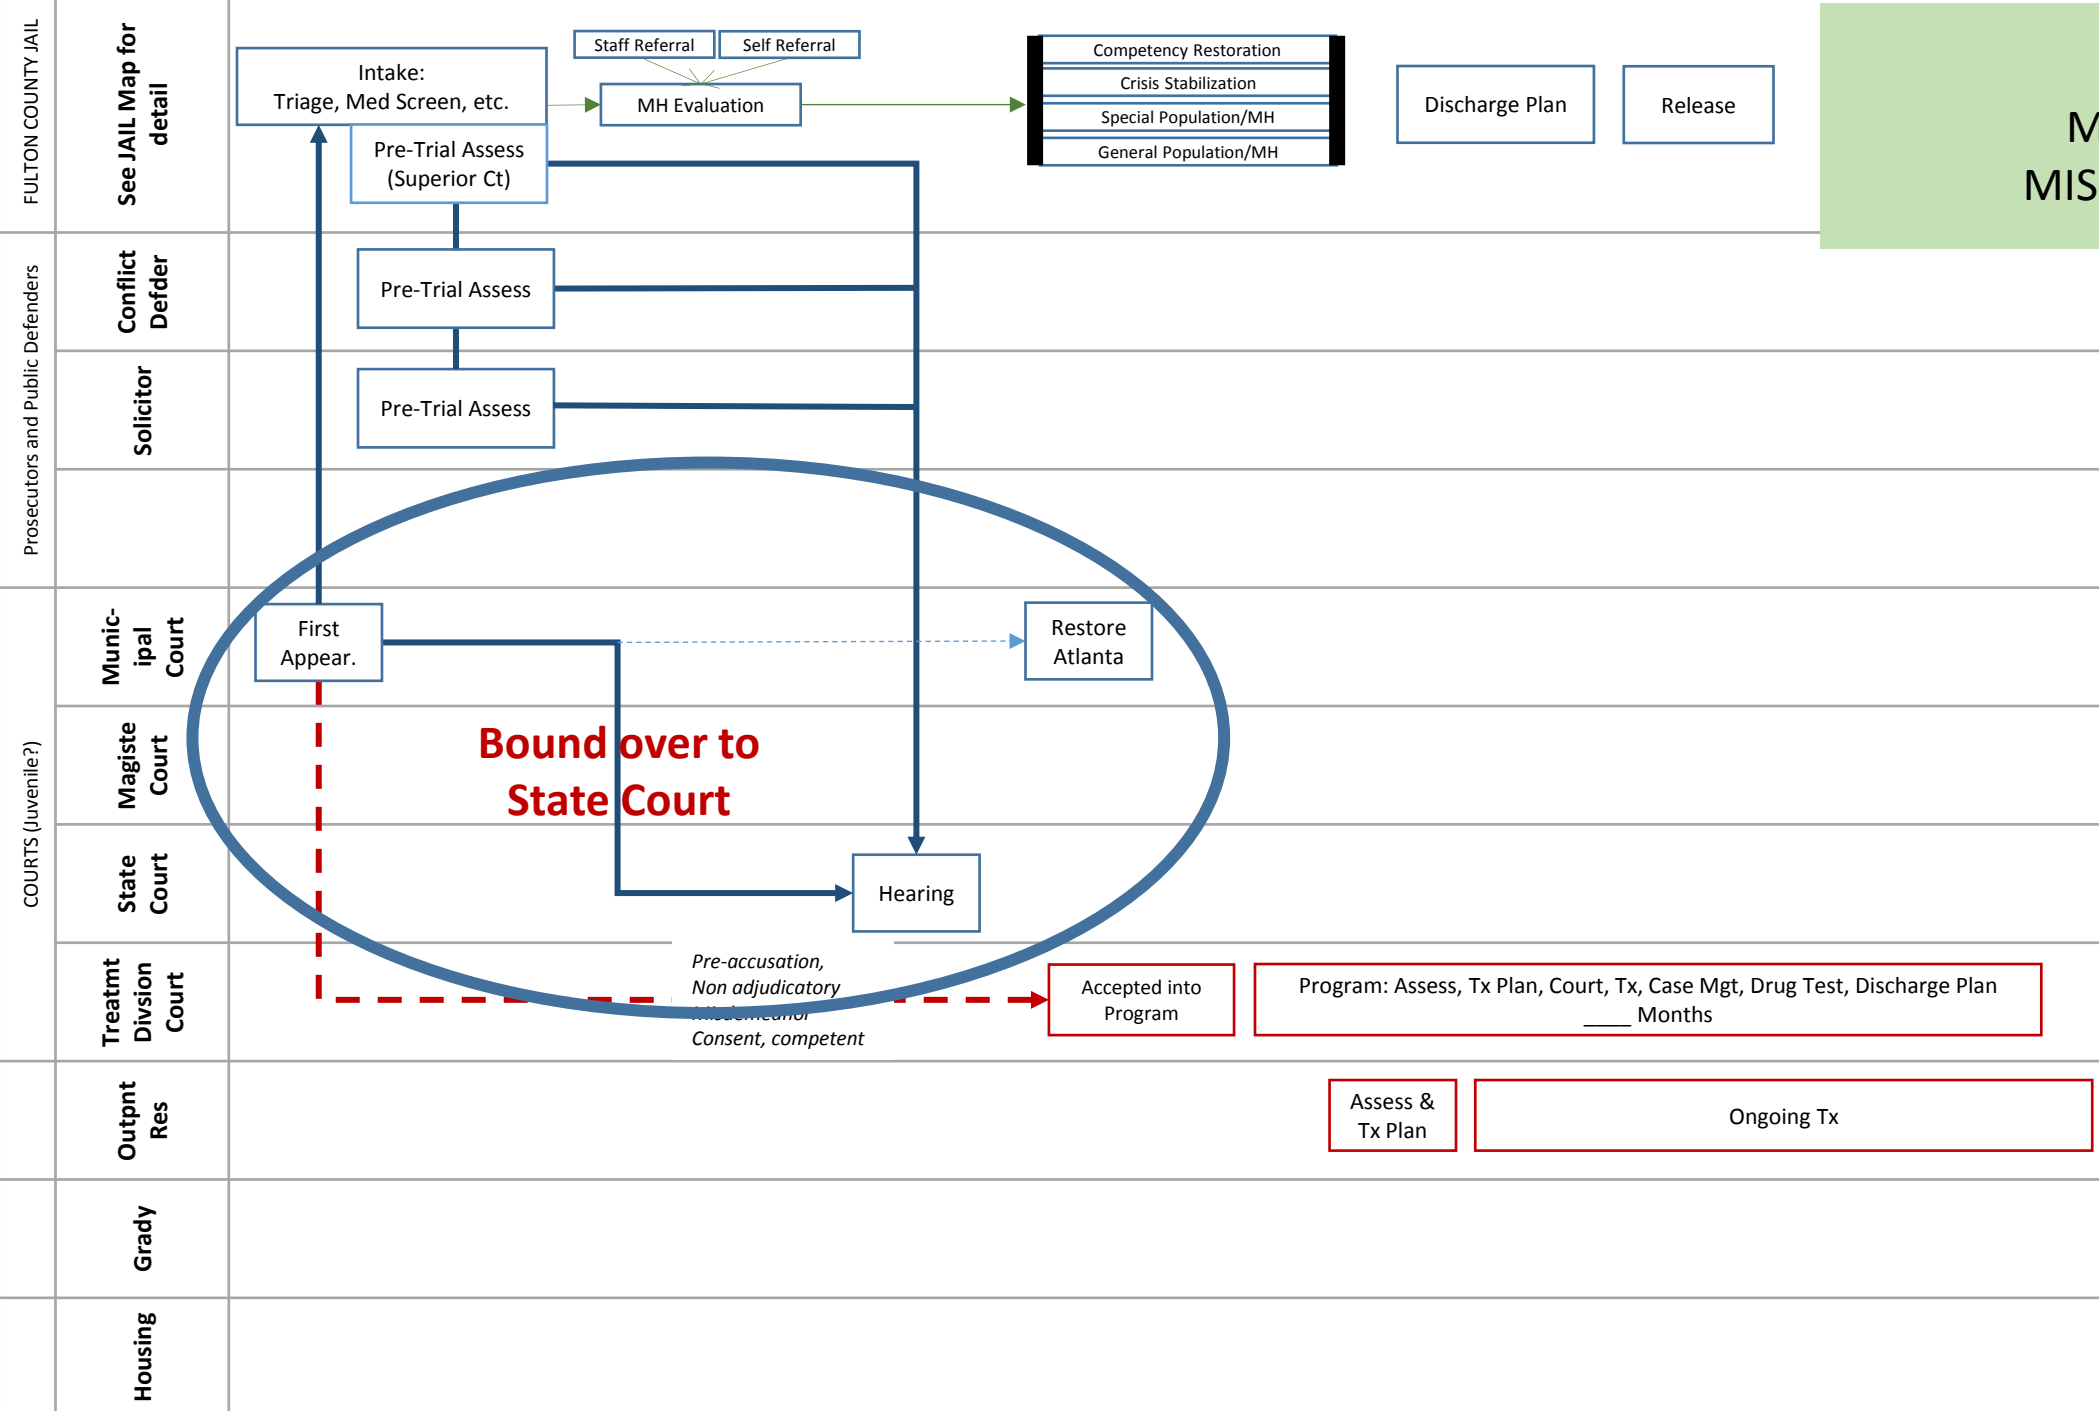 FULTON COUNTY JAIL
See JAIL Map for
detail
Intake:
Triage, Med Screen, etc.
Staff Referral
Self Referral
MH Evaluation
Competency Restoration
Crisis Stabilization
Special Population/MH
General Population/MH
Discharge Plan
Release
M
MIS
Pre-Trial Assess
(Superior Ct)
Prosecutors and Public Defenders
Conflict
Defder
Pre-Trial Assess
Solicitor
Pre-Trial Assess
COURTS (Juvenile?)
Munic-
ipal
Court
First
Appear.
Restore
Atlanta
Magiste
Court
Bound over to
State Court
State
Court
Hearing
Treatmt
Divsion
Court
Pre-accusation,
Non adjudicatory
Misdemeanor
Consent, competent
Accepted into
Program
Program: Assess, Tx Plan, Court, Tx, Case Mgt, Drug Test, Discharge Plan
____ Months
Outpnt
Res
Assess &
Tx Plan
Ongoing Tx
Grady
Housing